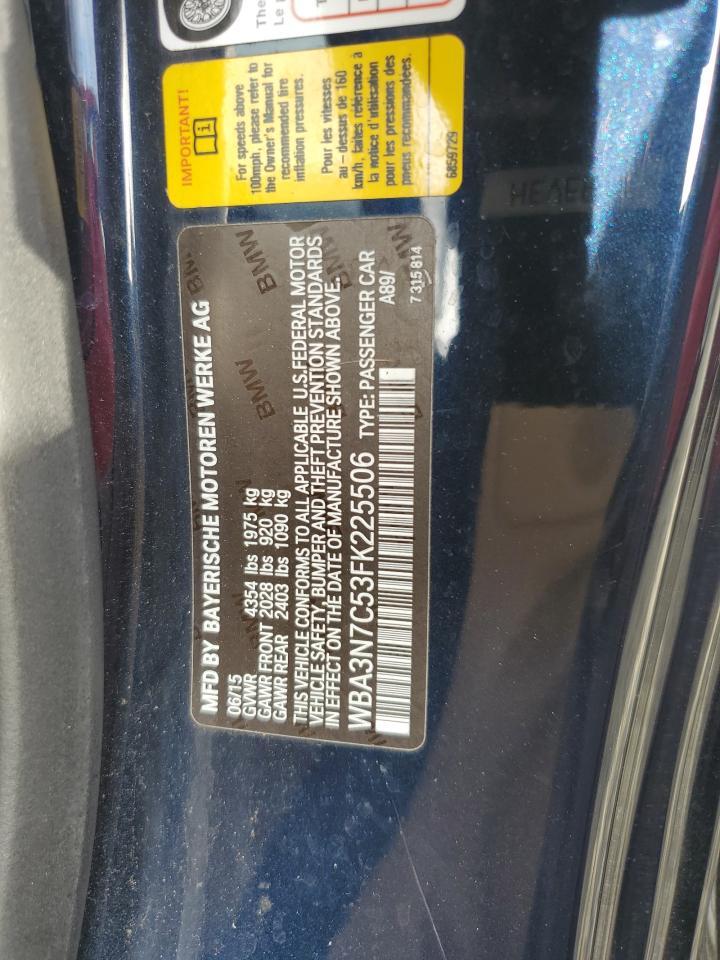 MFD BY BAYERISCHE MOTOREN WERKE AG
06/15
GVWR 4354 lbs 1975 kg
GAWR FRONT 2028 lbs 920 kg
GAWR REAR 2403 lbs 1090 kg
THIS VEHICLE CONFORMS TO ALL APPLICABLE U.S.FEDERAL MOTOR
VEHICLE SAFETY, BUMPER AND THEFT PREVENTION STANDARDS
IN EFFECT ON THE DATE OF MANUFACTURE SHOWN ABOVE.
WBA3N7C53FK225506 TYPE: PASSENGER CAR
A89/
7 315 814
BMW
BMW
BMW
BMW
IMPORTANT!
For speeds above
100mph, please refer to
the Owner's Manual for
recommended tire
inflation pressures.
Pour les vitesses
au-dessus de 160
km/h, faites référence à
la notice d'utilisation
pour les pressions des
pneus recommandées.
6859729
The
Le